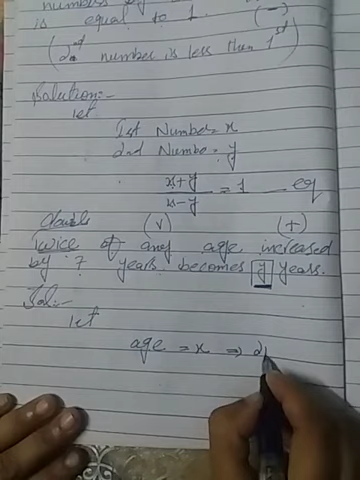 numbers
is equal to 1. (-)
(2nd number is less than 1st)
Solution:-
let
1st Number = x
2nd Number = y
x+y
x-y = 1 eq
double (v) (+)
Twice of any age increased
by 7 years becomes y years.
Sol:-
let
age = x ⇒ 2